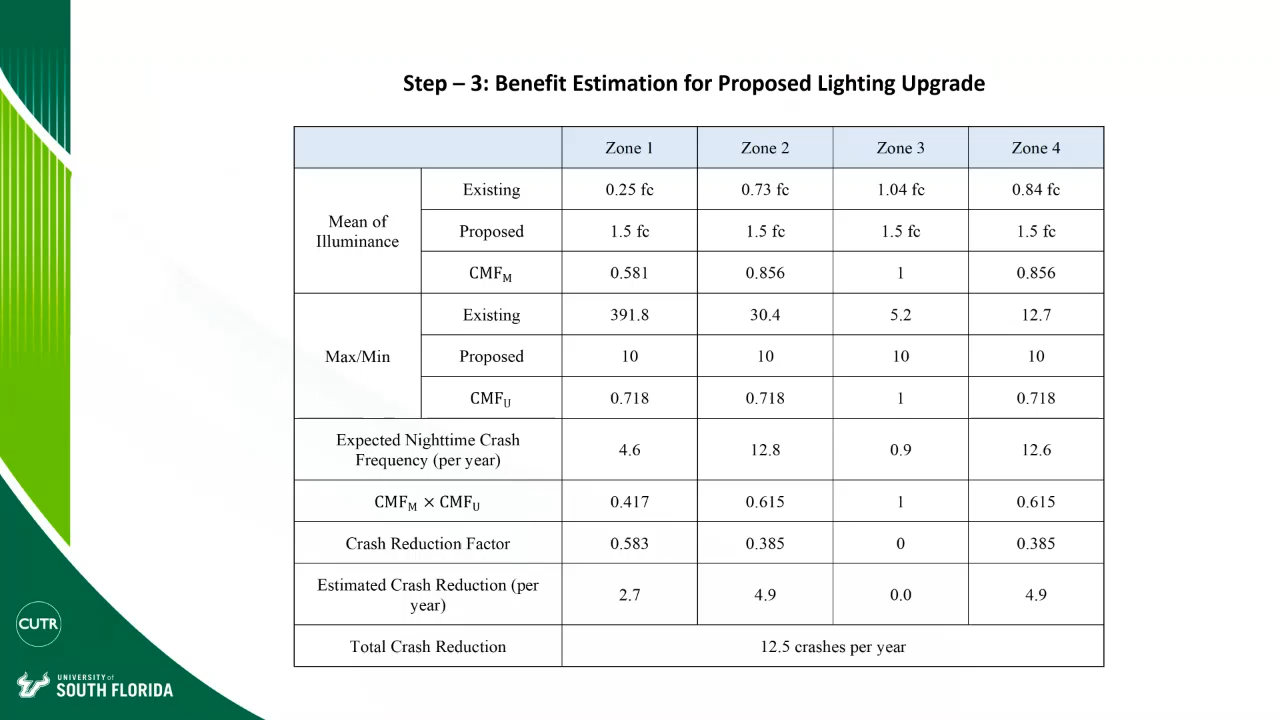 Step – 3: Benefit Estimation for Proposed Lighting Upgrade
Zone 1 Zone 2 Zone 3 Zone 4
Mean of
Illuminance
Existing 0.25 fc 0.73 fc 1.04 fc 0.84 fc
Proposed 1.5 fc 1.5 fc 1.5 fc 1.5 fc
CMF_M 0.581 0.856 1 0.856
Max/Min
Existing 391.8 30.4 5.2 12.7
Proposed 10 10 10 10
CMF_U 0.718 0.718 1 0.718
Expected Nighttime Crash
Frequency (per year)
4.6 12.8 0.9 12.6
CMF_M × CMF_U 0.417 0.615 1 0.615
Crash Reduction Factor 0.583 0.385 0 0.385
Estimated Crash Reduction (per
year)
2.7 4.9 0.0 4.9
Total Crash Reduction 12.5 crashes per year
CUTR
UNIVERSITY of
SOUTH FLORIDA